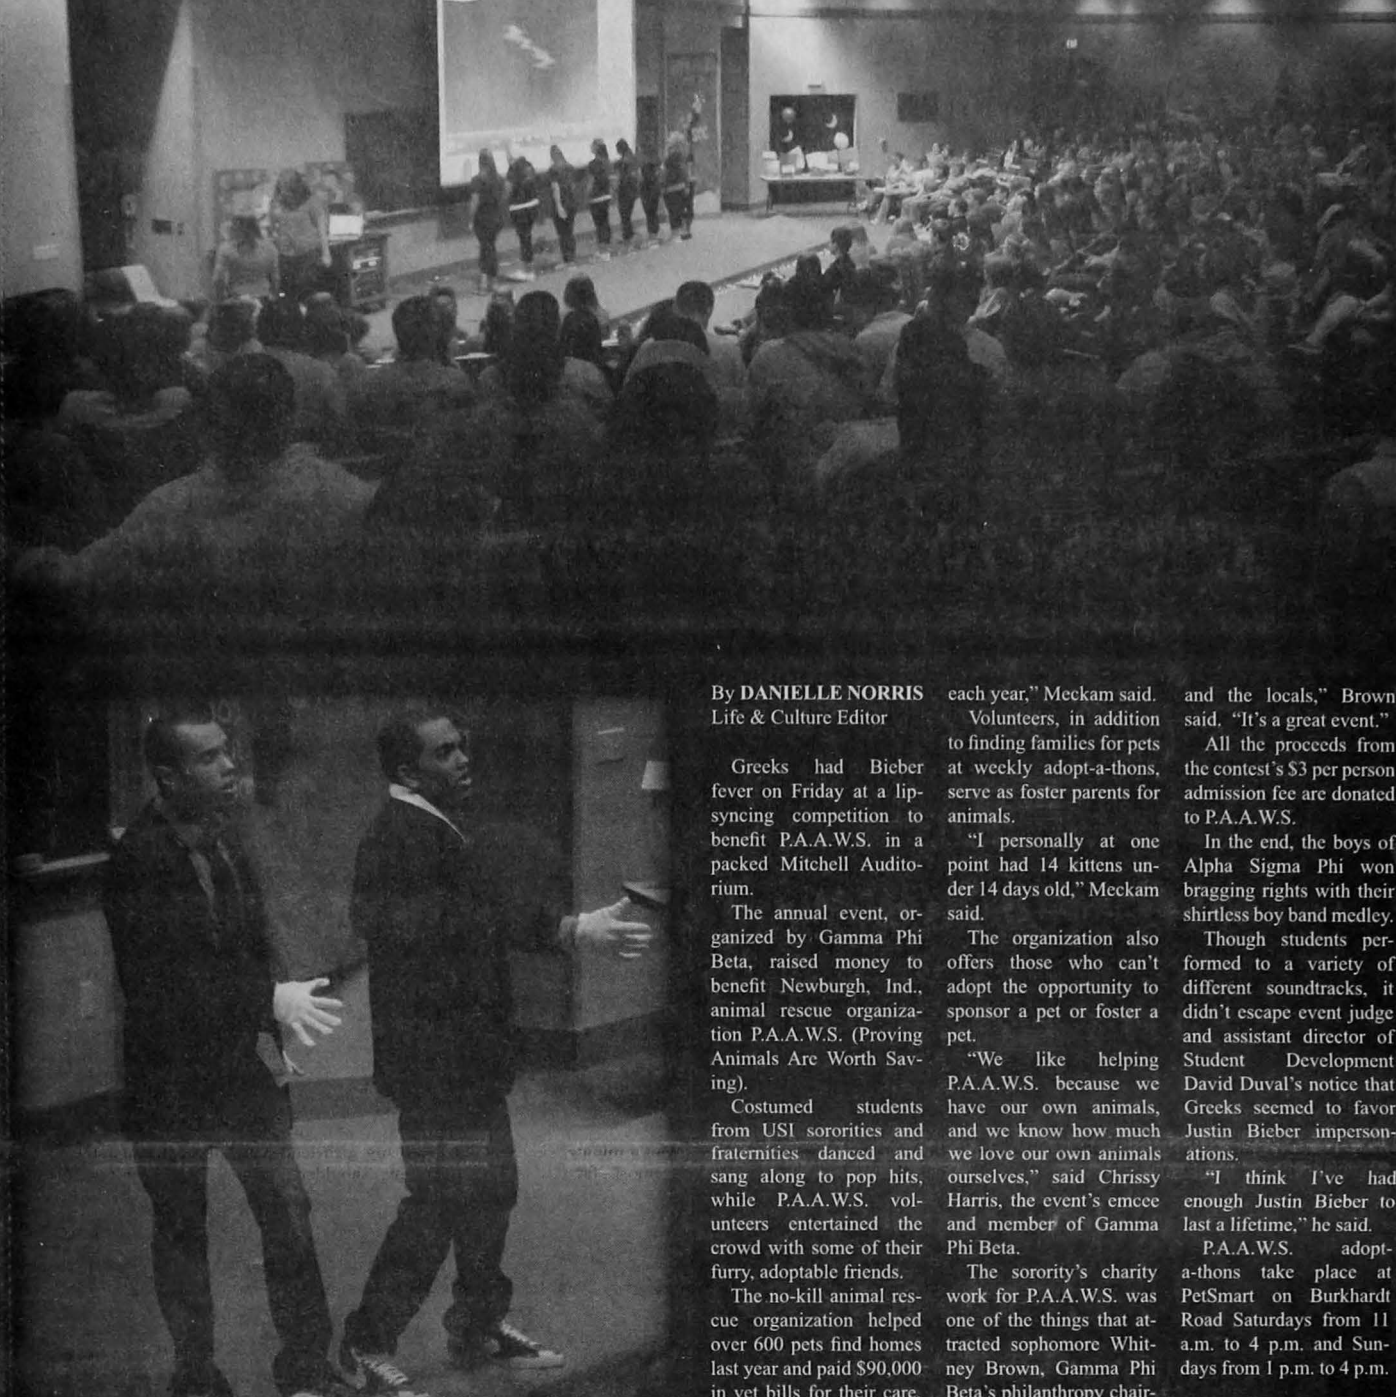 By DANIELLE NORRIS
Life & Culture Editor
Greeks had Bieber
fever on Friday at a lip-
syncing competition to
benefit P.A.A.W.S. in a
packed Mitchell Audito-
rium.
The annual event, or-
ganized by Gamma Phi
Beta, raised money to
benefit Newburgh, Ind.,
animal rescue organiza-
tion P.A.A.W.S. (Proving
Animals Are Worth Sav-
ing).
Costumed students
from USI sororities and
fraternities danced and
sang along to pop hits,
while P.A.A.W.S. vol-
unteers entertained the
crowd with some of their
furry, adoptable friends.
The no-kill animal res-
cue organization helped
over 600 pets find homes
last year and paid $90,000
in vet bills for their care.
each year,” Meckam said.
Volunteers, in addition
to finding families for pets
at weekly adopt-a-thons,
serve as foster parents for
animals.
“I personally at one
point had 14 kittens un-
der 14 days old,” Meckam
said.
The organization also
offers those who can’t
adopt the opportunity to
sponsor a pet or foster a
pet.
“We like helping
P.A.A.W.S. because we
have our own animals,
and we know how much
we love our own animals
ourselves,” said Chrissy
Harris, the event’s emcee
and member of Gamma
Phi Beta.
The sorority’s charity
work for P.A.A.W.S. was
one of the things that at-
tracted sophomore Whit-
ney Brown, Gamma Phi
Beta’s philanthropy chair-
and the locals,” Brown
said. “It’s a great event.”
All the proceeds from
the contest’s $3 per person
admission fee are donated
to P.A.A.W.S.
In the end, the boys of
Alpha Sigma Phi won
bragging rights with their
shirtless boy band medley.
Though students per-
formed to a variety of
different soundtracks, it
didn’t escape event judge
and assistant director of
Student Development
David Duval’s notice that
Greeks seemed to favor
Justin Bieber imperson-
ations.
“I think I’ve had
enough Justin Bieber to
last a lifetime,” he said.
P.A.A.W.S. adopt-
a-thons take place at
PetSmart on Burkhardt
Road Saturdays from 11
a.m. to 4 p.m. and Sun-
days from 1 p.m. to 4 p.m.